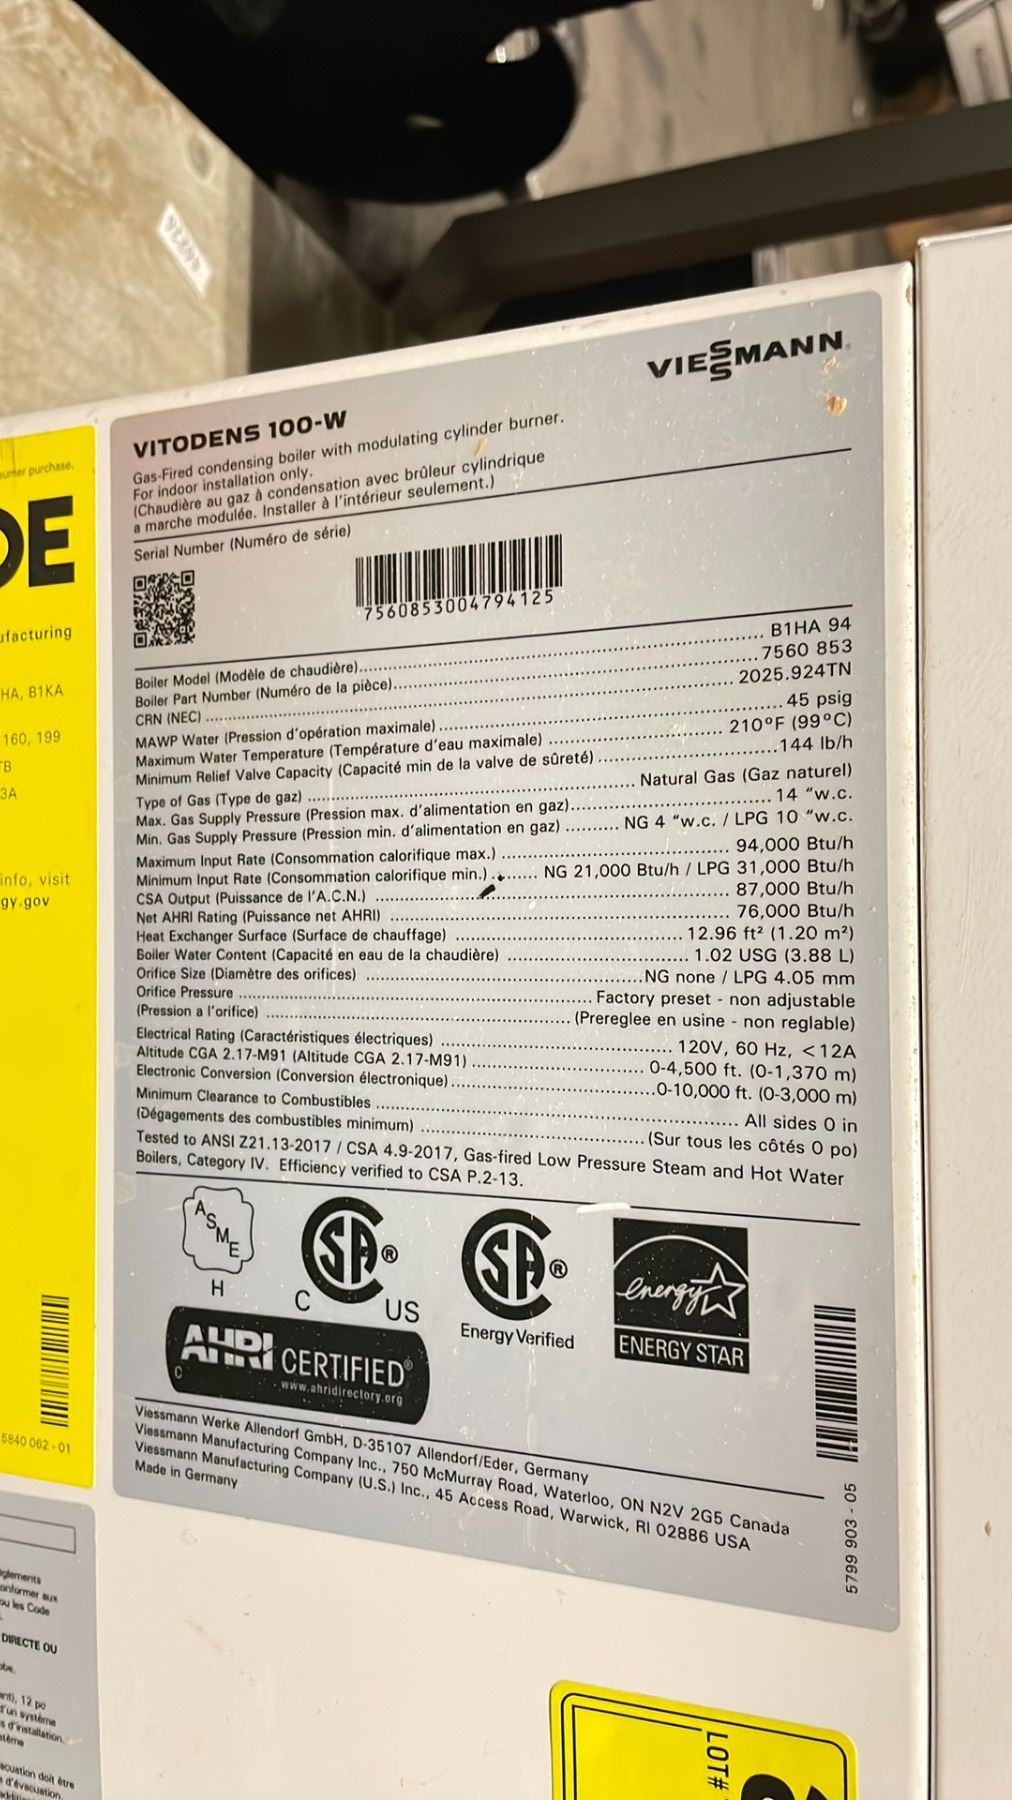 VIESSMANN
VITODENS 100-W
Gas-Fired condensing boiler with modulating cylinder burner.
For indoor installation only.
(Chaudière au gaz à condensation avec brûleur cylindrique
a marche modulée. Installer à l'intérieur seulement.)
Serial Number (Numéro de série)
7560853004794125
Boiler Model (Modèle de chaudière) B1HA 94
Boiler Part Number (Numéro de la pièce) 7560 853
CRN (NEC) 2025.924TN
MAWP Water (Pression d'opération maximale) 45 psig
Maximum Water Temperature (Température d'eau maximale) 210°F (99°C)
Minimum Relief Valve Capacity (Capacité min de la valve de sûreté) 144 lb/h
Type of Gas (Type de gaz) Natural Gas (Gaz naturel)
Max. Gas Supply Pressure (Pression max. d'alimentation en gaz) 14 "w.c.
Min. Gas Supply Pressure (Pression min. d'alimentation en gaz) NG 4 "w.c. / LPG 10 "w.c.
Maximum Input Rate (Consommation calorifique max.) 94,000 Btu/h
Minimum Input Rate (Consommation calorifique min.) NG 21,000 Btu/h / LPG 31,000 Btu/h
CSA Output (Puissance de l'A.C.N.) 87,000 Btu/h
Net AHRI Rating (Puissance net AHRI) 76,000 Btu/h
Heat Exchanger Surface (Surface de chauffage) 12.96 ft² (1.20 m²)
Boiler Water Content (Capacité en eau de la chaudière) 1.02 USG (3.88 L)
Orifice Size (Diamètre des orifices) NG none / LPG 4.05 mm
Orifice Pressure Factory preset - non adjustable
(Pression a l'orifice) (Prereglee en usine - non reglable)
Electrical Rating (Caractéristiques électriques) 120V, 60 Hz, <12A
Altitude CGA 2.17-M91 (Altitude CGA 2.17-M91) 0-4,500 ft. (0-1,370 m)
Electronic Conversion (Conversion électronique) 0-10,000 ft. (0-3,000 m)
Minimum Clearance to Combustibles All sides 0 in
(Dégagements des combustibles minimum) (Sur tous les côtés 0 po)
Tested to ANSI Z21.13-2017 / CSA 4.9-2017, Gas-fired Low Pressure Steam and Hot Water
Boilers, Category IV. Efficiency verified to CSA P.2-13.
ASME
H
SA®
C US
SA®
Energy Verified
energy
ENERGY STAR
AHRI CERTIFIED®
C www.ahridirectory.org
Viessmann Werke Allendorf GmbH, D-35107 Allendorf/Eder, Germany
Viessmann Manufacturing Company Inc., 750 McMurray Road, Waterloo, ON N2V 2G5 Canada
Viessmann Manufacturing Company (U.S.) Inc., 45 Access Road, Warwick, RI 02886 USA
Made in Germany
5799 903 - 05
purchase.
DE
ufacturing
HA, B1KA
160, 199
TB
3A
info, visit
gy.gov
5840 062-01
ou les Code
DIRECTE OU
12 po
d'un système
d'installation.
doit être
d'évacuation.
LOT#